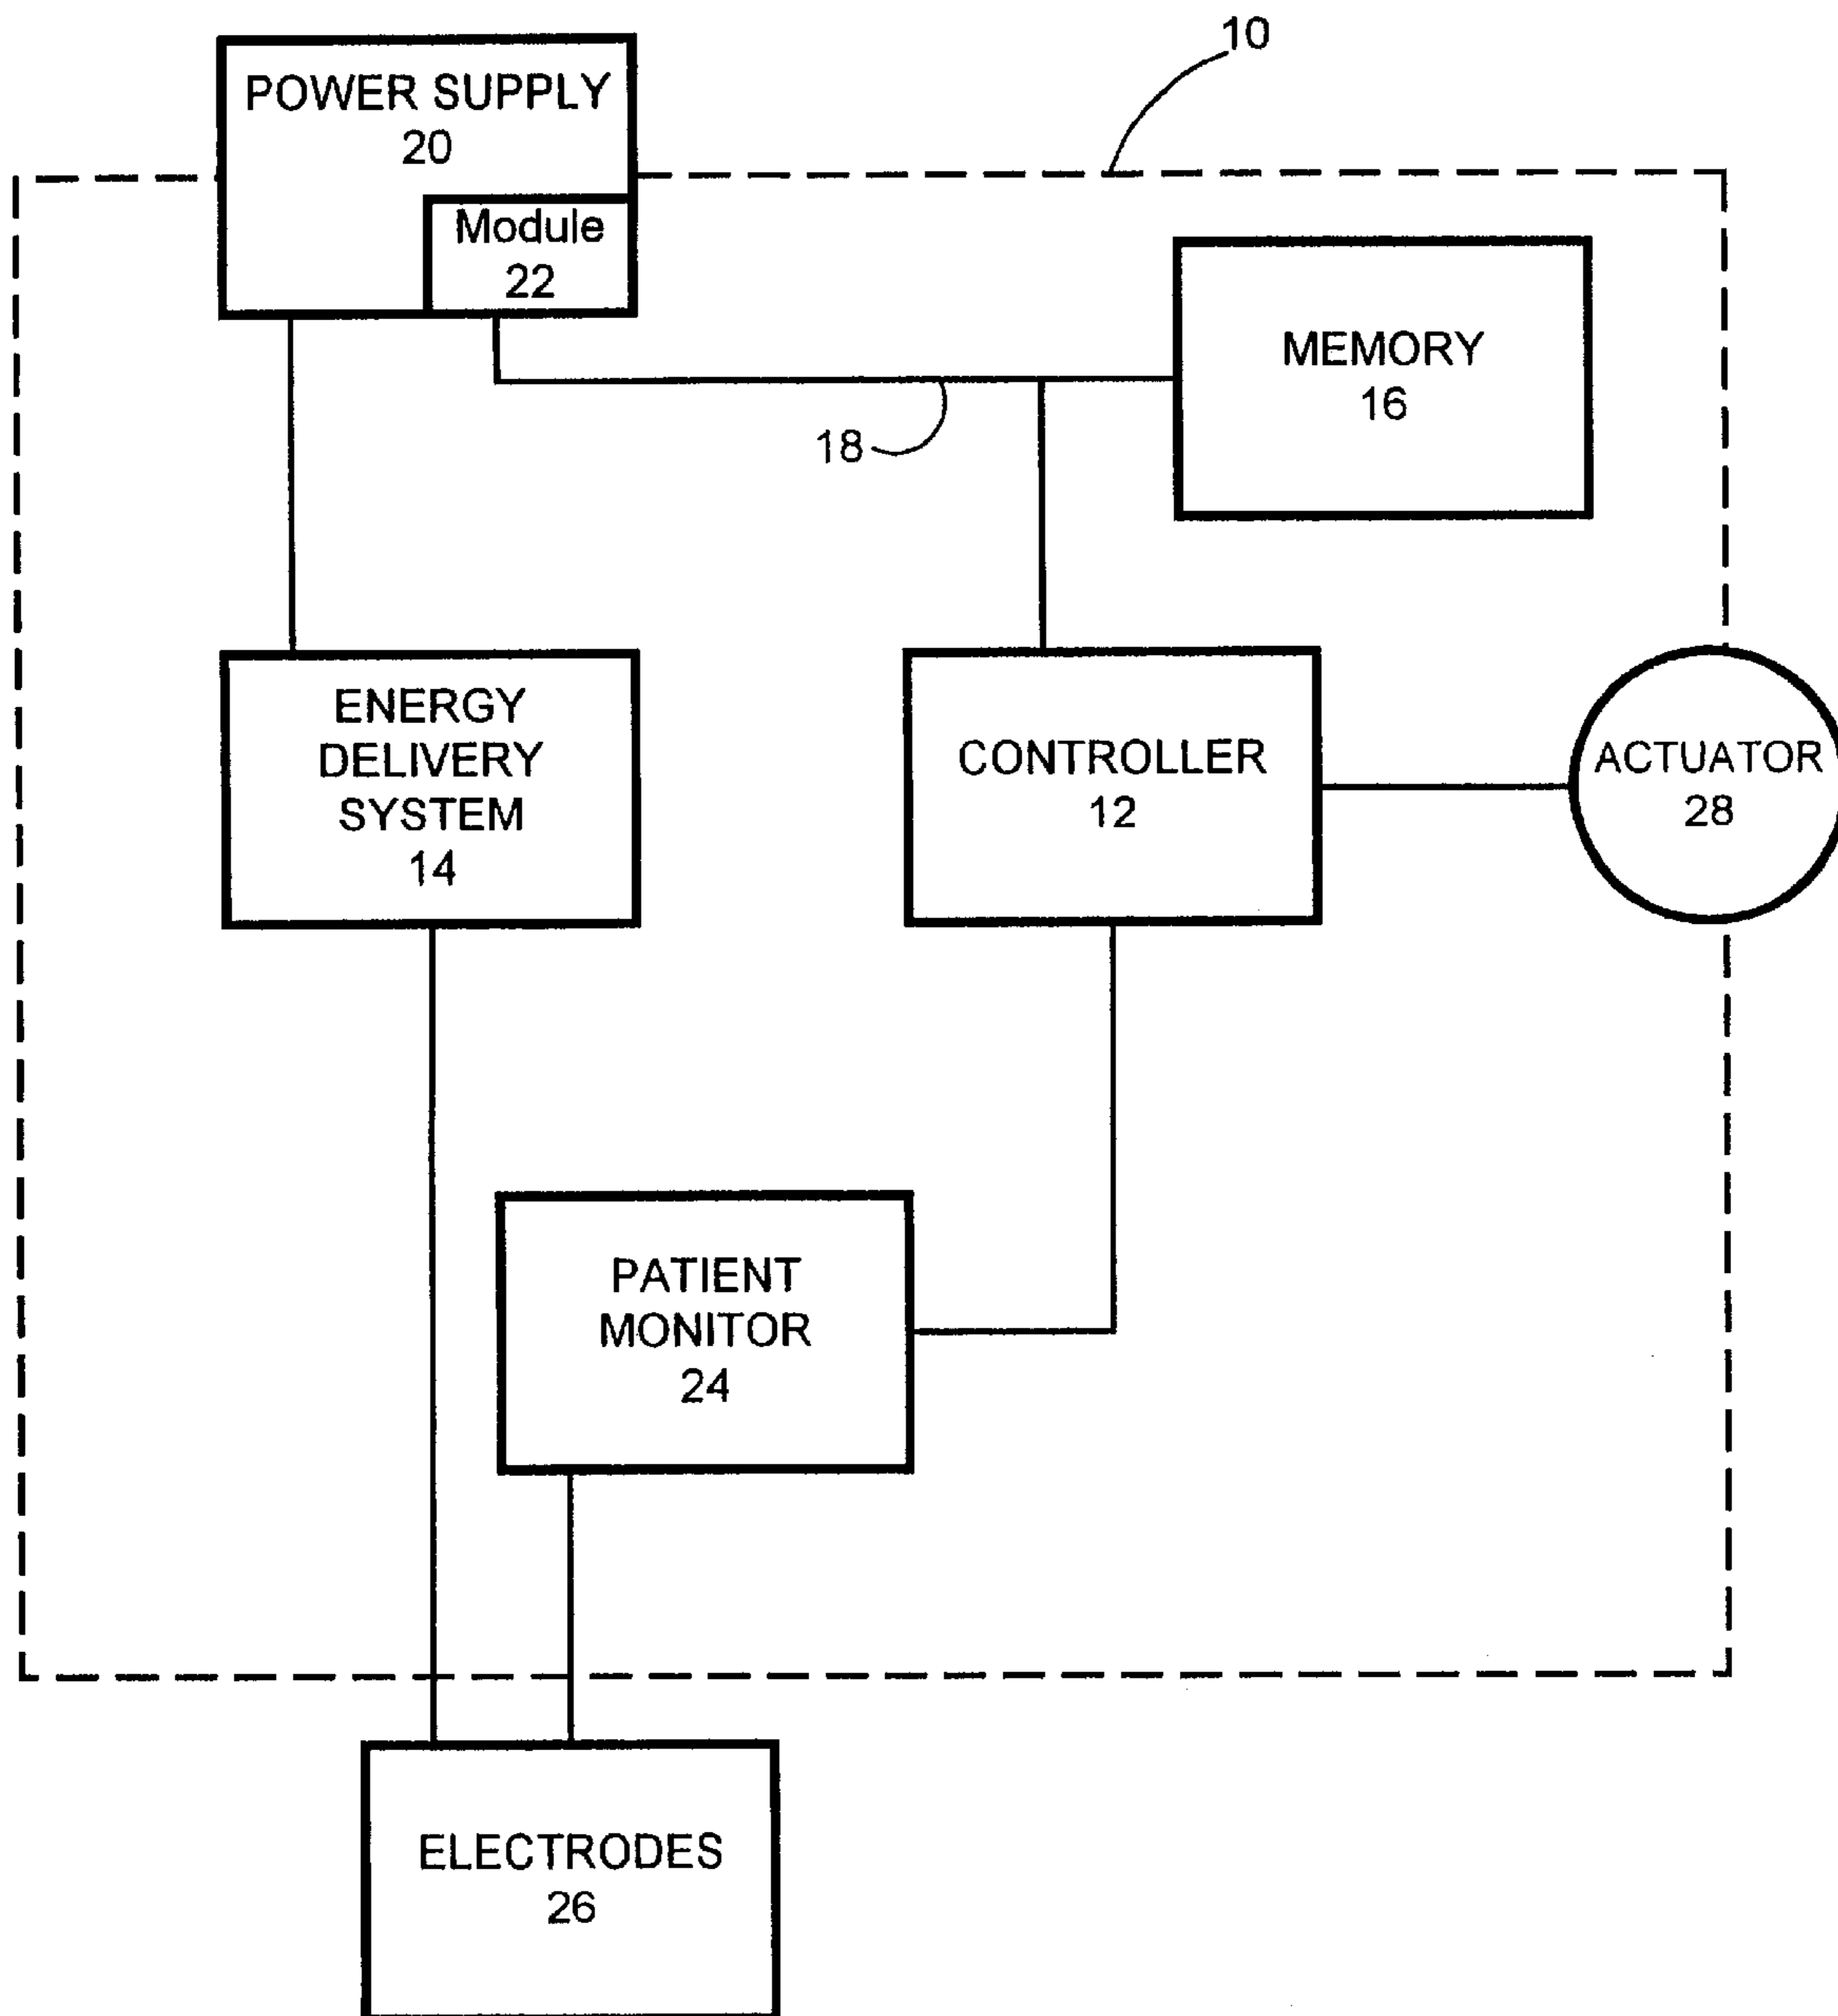 10
POWER SUPPLY
20
Module
22
MEMORY
16
18
ENERGY
DELIVERY
SYSTEM
14
CONTROLLER
12
ACTUATOR
28
PATIENT
MONITOR
24
ELECTRODES
26